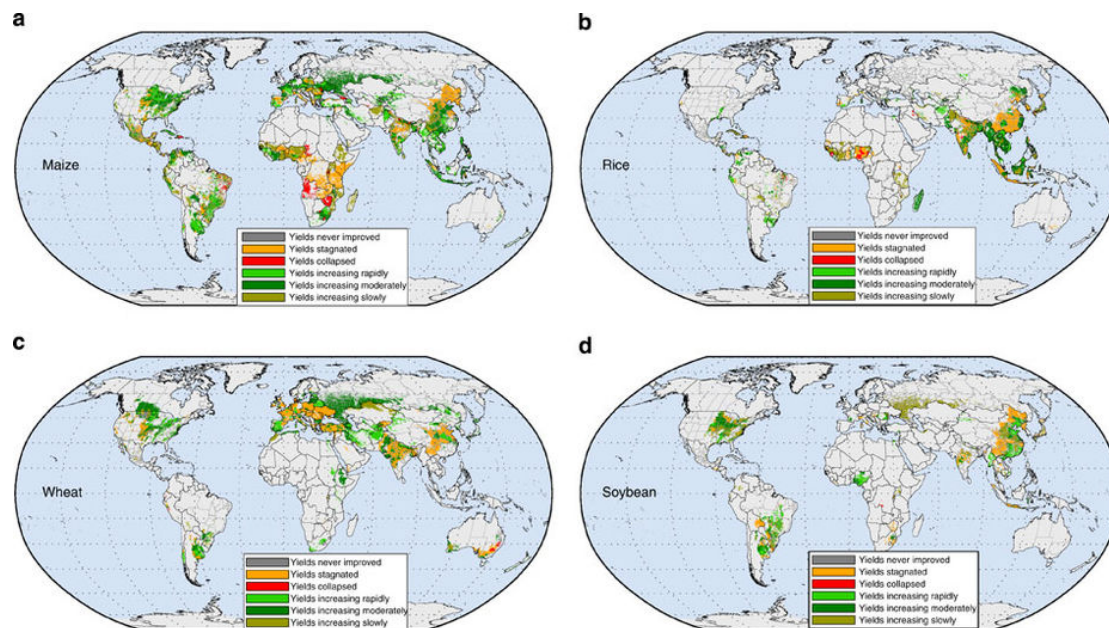 a
b
Maize
Yields never improved
Yields stagnated
Yields collapsed
Yields increasing rapidly
Yields increasing moderately
Yields increasing slowly
Rice
Yields never improved
Yields stagnated
Yields collapsed
Yields increasing rapidly
Yields increasing moderately
Yields increasing slowly
c
d
Wheat
Yields never improved
Yields stagnated
Yields collapsed
Yields increasing rapidly
Yields increasing moderately
Yields increasing slowly
Soybean
Yields never improved
Yields stagnated
Yields collapsed
Yields increasing rapidly
Yields increasing moderately
Yields increasing slowly